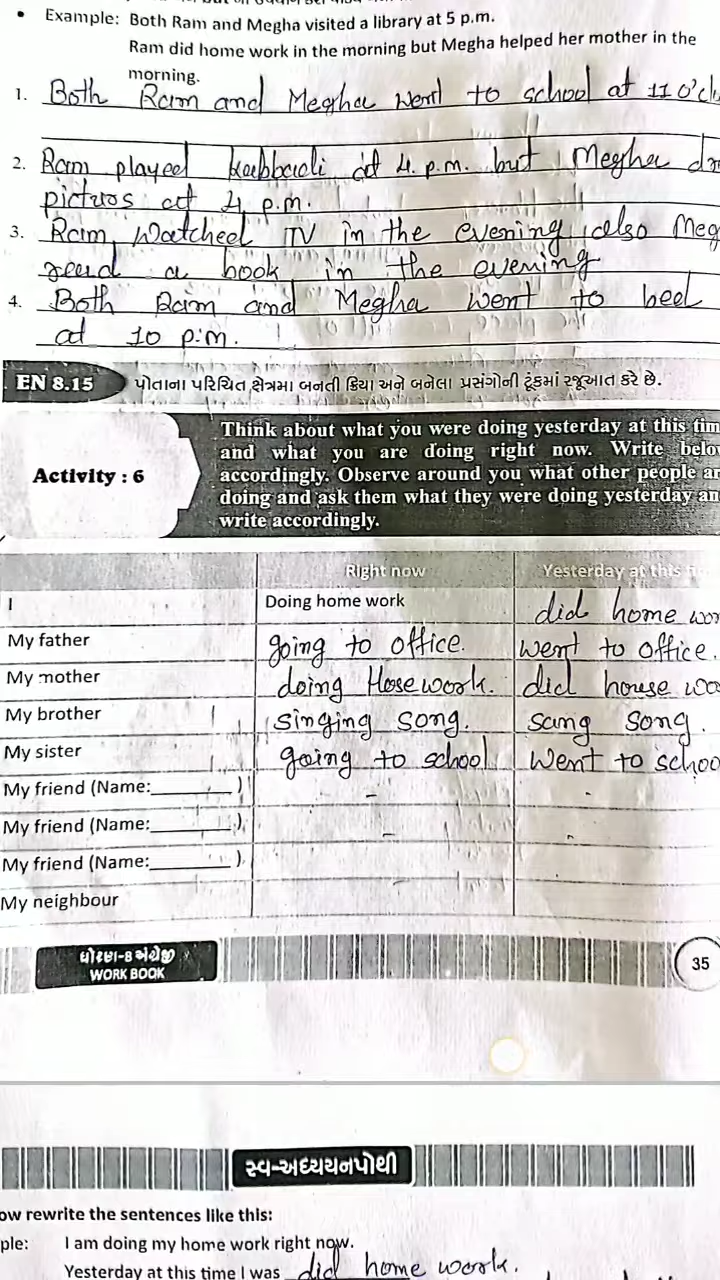 • Example: Both Ram and Megha visited a library at 5 p.m.
Ram did home work in the morning but Megha helped her mother in the
morning.
1. Both Ram and Megha went to school at 11 O'cl
2. Ram played kabbadi at 4. p.m. but Megha
pictuos at 4 p.m.
3. Ram, Watched TV in the evening, also Meg
read a book in the evening
4. Both Ram and Megha went to bed
at 10 p.m.
EN 8.15 પોતાના પરિચિત ક્ષેત્રમા બનતી ક્રિયા અને બનેલા પ્રસંગોની ટૂંકમાં રજૂઆત કરે છે.
Activity : 6
Think about what you were doing yesterday at this tim
and what you are doing right now. Write belo
accordingly. Observe around you what other people ar
doing and ask them what they were doing yesterday an
write accordingly.
Right now Yesterday at this
I Doing home work did home wor
My father going to office. went to office.
My mother doing Hosework. did house wo
My brother singing song. sang song.
My sister going to school went to schoo
My friend (Name:________)
My friend (Name:________)
My friend (Name:________)
My neighbour
ધોરણ-8 અંગ્રેજી
WORK BOOK
35
સ્વ-અધ્યયનપોથી
ow rewrite the sentences like this:
ple: I am doing my home work right now.
Yesterday at this time I was did home work.